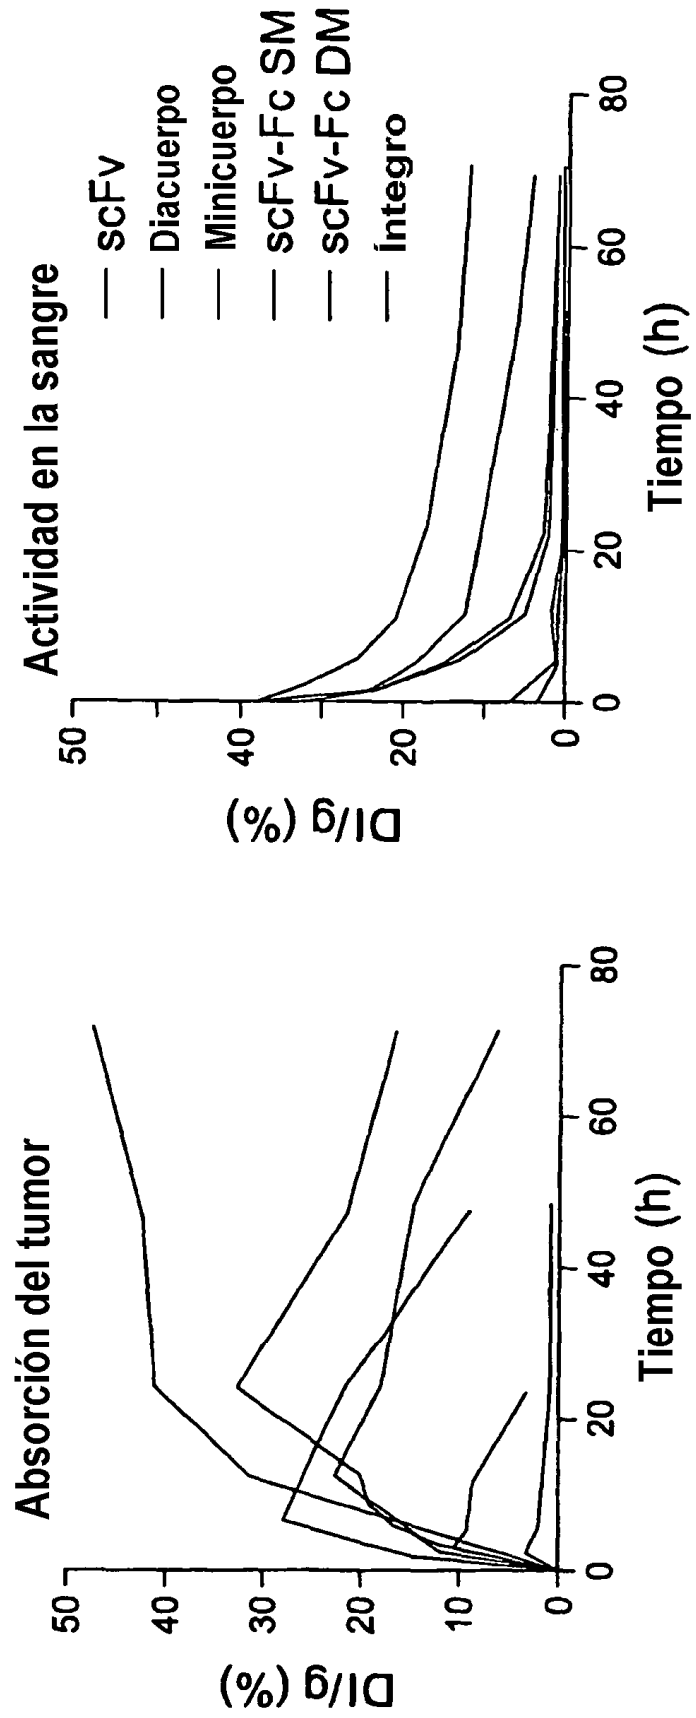 Absorción del tumor
DI/g (%)
50
40
30
20
10
0
0
20
40
60
80
Tiempo (h)
Actividad en la sangre
DI/g (%)
50
40
20
0
0
20
40
60
80
Tiempo (h)
scFv
Diacuerpo
Minicuerpo
scFv-Fc SM
scFv-Fc DM
Íntegro